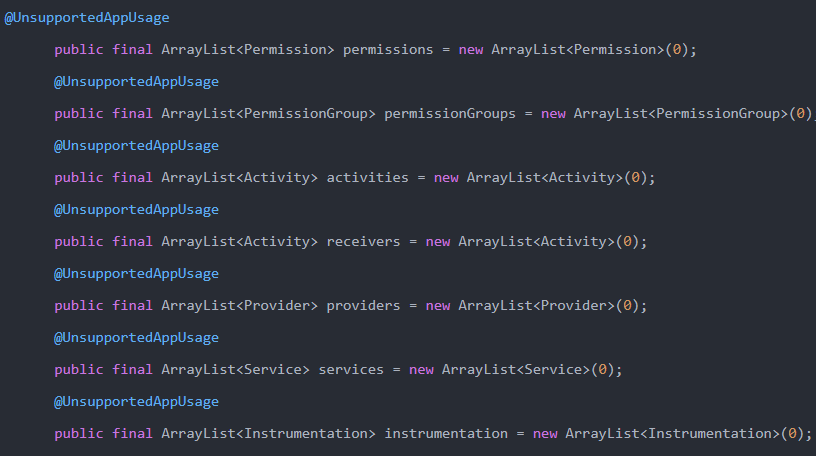 @UnsupportedAppUsage
public final ArrayList<Permission> permissions = new ArrayList<Permission>(0);
@UnsupportedAppUsage
public final ArrayList<PermissionGroup> permissionGroups = new ArrayList<PermissionGroup>(0);
@UnsupportedAppUsage
public final ArrayList<Activity> activities = new ArrayList<Activity>(0);
@UnsupportedAppUsage
public final ArrayList<Activity> receivers = new ArrayList<Activity>(0);
@UnsupportedAppUsage
public final ArrayList<Provider> providers = new ArrayList<Provider>(0);
@UnsupportedAppUsage
public final ArrayList<Service> services = new ArrayList<Service>(0);
@UnsupportedAppUsage
public final ArrayList<Instrumentation> instrumentation = new ArrayList<Instrumentation>(0);